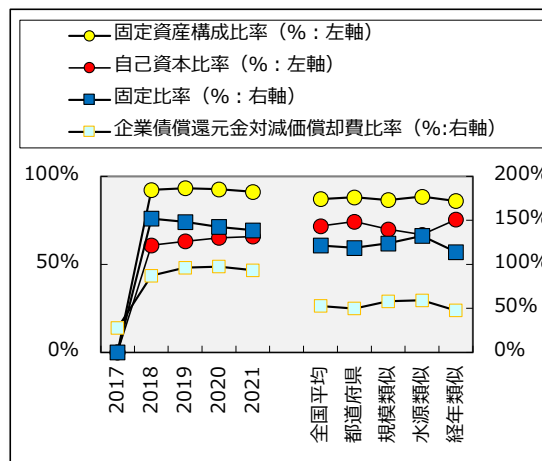 固定資産構成比率（%：左軸）
自己資本比率（%：左軸）
固定比率（%：右軸）
企業債償還元金対減価償却費比率（%:右軸）
100%
50%
0%
200%
150%
100%
50%
0%
2017
2018
2019
2020
2021
全国平均
都道府県
規模類似
水源類似
経年類似